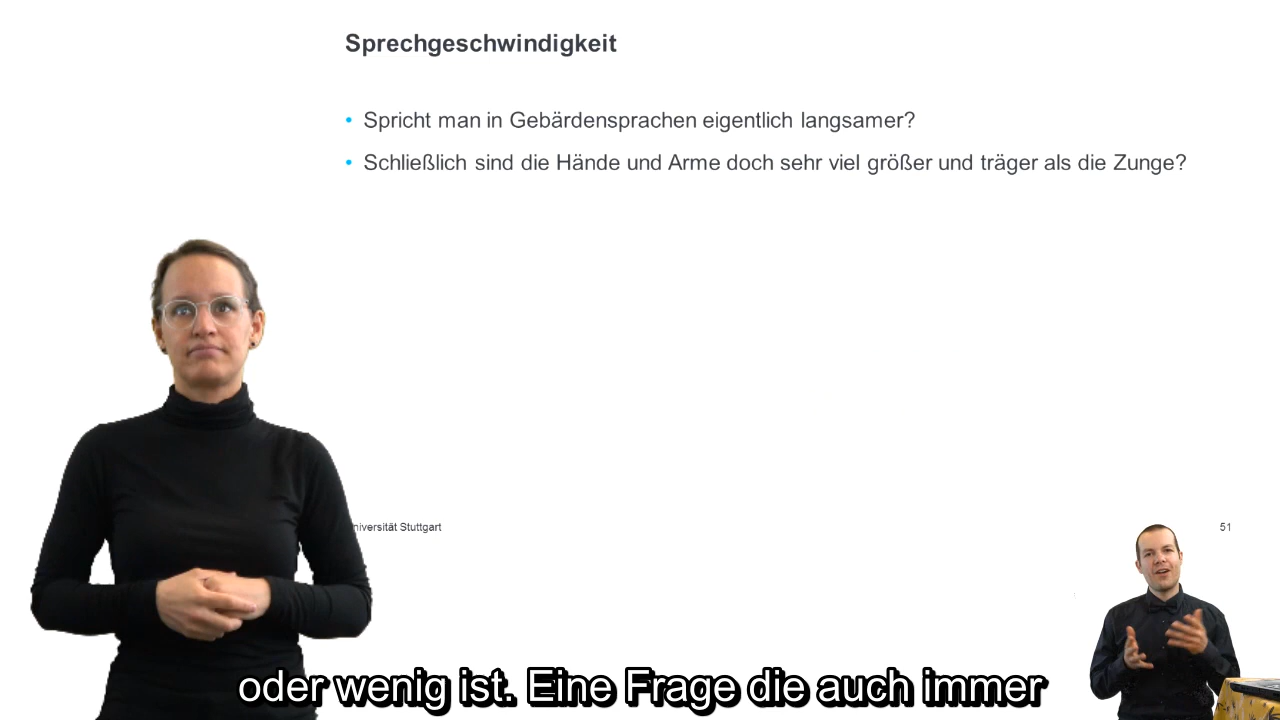 Sprechgeschwindigkeit
• Spricht man in Gebärdensprachen eigentlich langsamer?
• Schließlich sind die Hände und Arme doch sehr viel größer und träger als die Zunge?
niversität Stuttgart
51
oder wenig ist. Eine Frage die auch immer